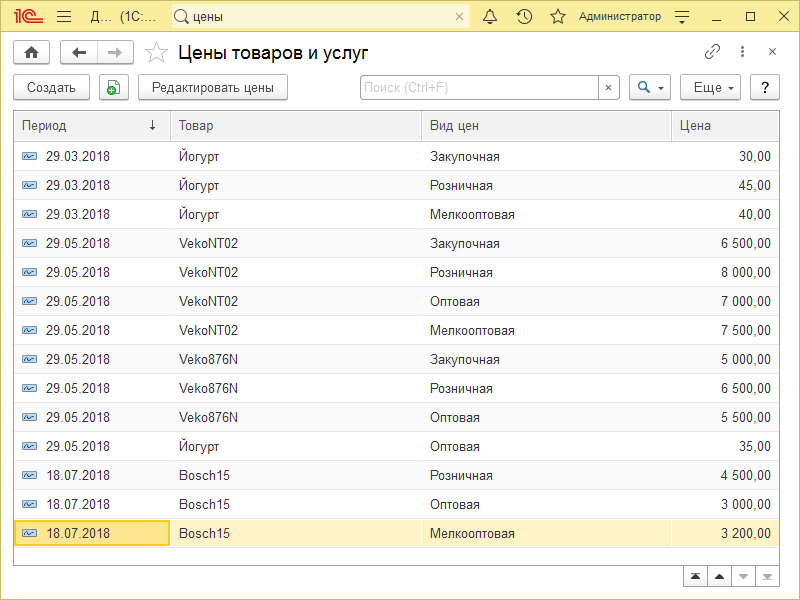 1С Д... (1С:... цены Администратор
Цены товаров и услуг
Создать Редактировать цены Поиск (Ctrl+F) × Еще ?
Период ↓ Товар Вид цен Цена
29.03.2018 Йогурт Закупочная 30,00
29.03.2018 Йогурт Розничная 45,00
29.03.2018 Йогурт Мелкооптовая 40,00
29.05.2018 VekoNT02 Закупочная 6 500,00
29.05.2018 VekoNT02 Розничная 8 000,00
29.05.2018 VekoNT02 Оптовая 7 000,00
29.05.2018 VekoNT02 Мелкооптовая 7 500,00
29.05.2018 Veko876N Закупочная 5 000,00
29.05.2018 Veko876N Розничная 6 500,00
29.05.2018 Veko876N Оптовая 5 500,00
29.05.2018 Йогурт Оптовая 35,00
18.07.2018 Bosch15 Розничная 4 500,00
18.07.2018 Bosch15 Оптовая 3 000,00
18.07.2018 Bosch15 Мелкооптовая 3 200,00